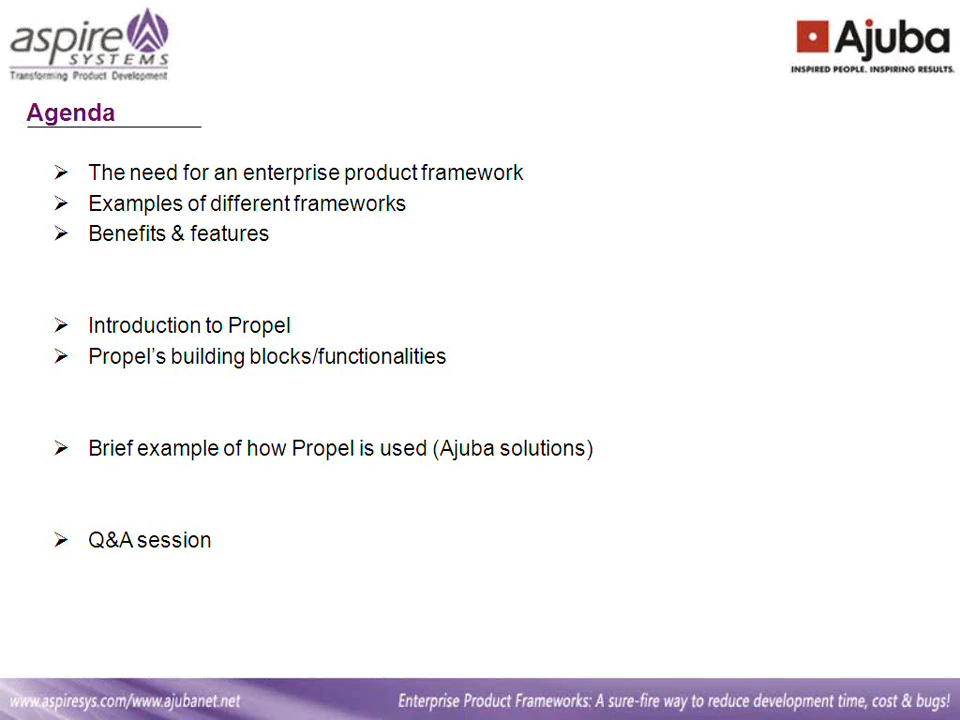 aspire
SYSTEMS
Transforming Product Development
Ajuba
INSPIRED PEOPLE. INSPIRING RESULTS.
Agenda
The need for an enterprise product framework
Examples of different frameworks
Benefits & features
Introduction to Propel
Propel's building blocks/functionalities
Brief example of how Propel is used (Ajuba solutions)
Q&A session
www.aspiresys.com/www.ajubanet.net
Enterprise Product Frameworks: A sure-fire way to reduce development time, cost & bugs!